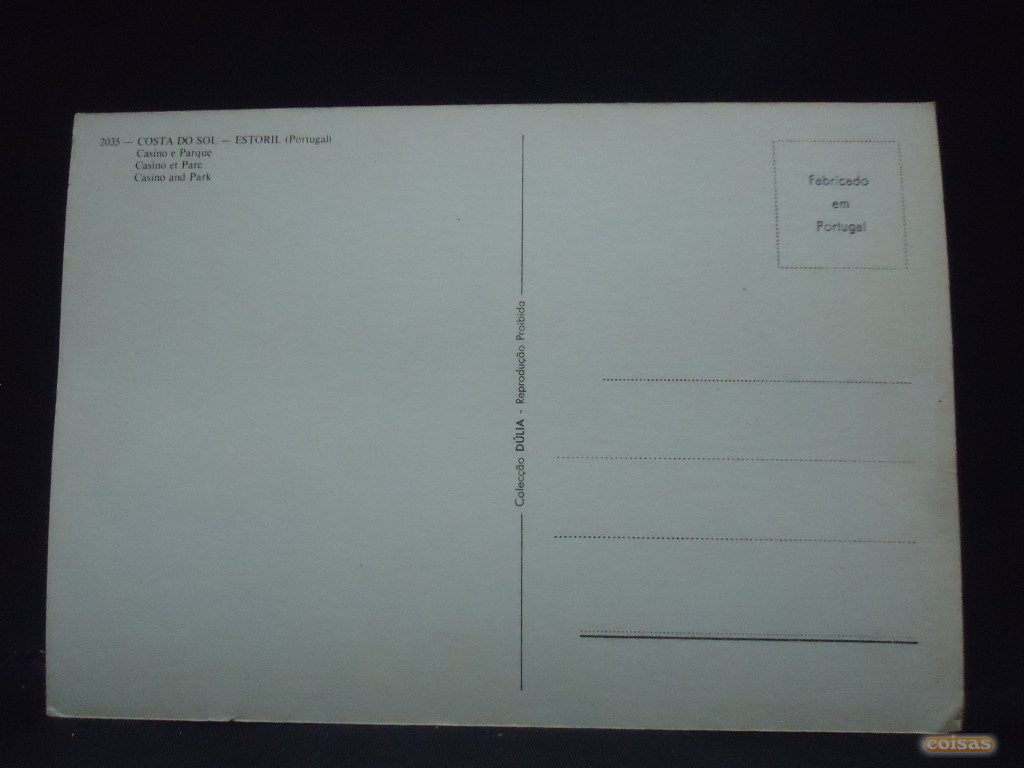 2035 — COSTA DO SOL — ESTORIL (Portugal)
Casino e Parque
Casino et Parc
Casino and Park
Colecção DÚLIA - Reprodução Proibida
Fabricado
em
Portugal
coisas